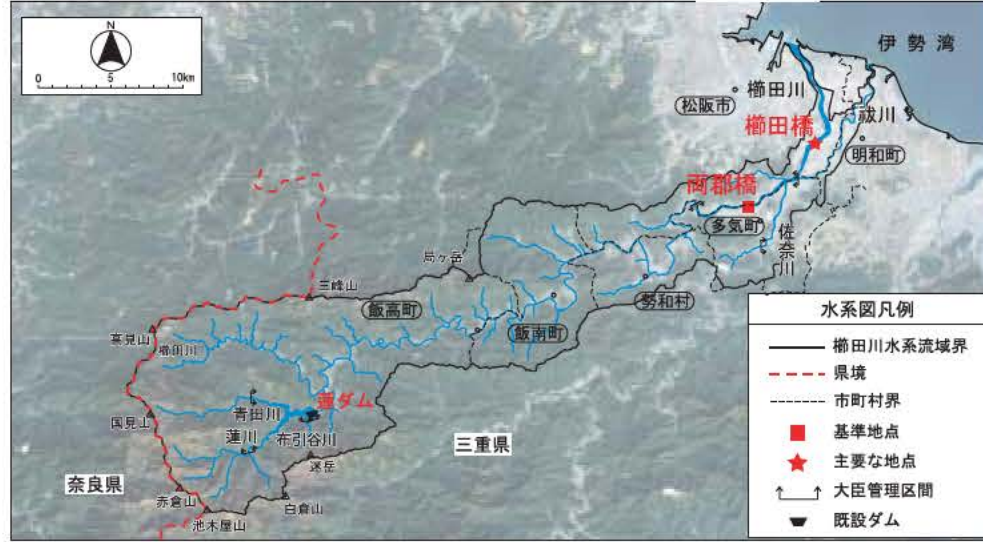 N
0 5 10km
伊勢湾
櫛田川
松阪市
祓川
櫛田橋
明和町
両郡橋
多気町
佐奈川
局ヶ岳
三峰山
飯高町
勢和村
飯南町
高見山
櫛田川
蓮ダム
国見山
青田川
蓮川
布引谷川
三重県
迷岳
奈良県
赤倉山
白倉山
池木屋山
水系図凡例
櫛田川水系流域界
県境
市町村界
基準地点
主要な地点
大臣管理区間
既設ダム